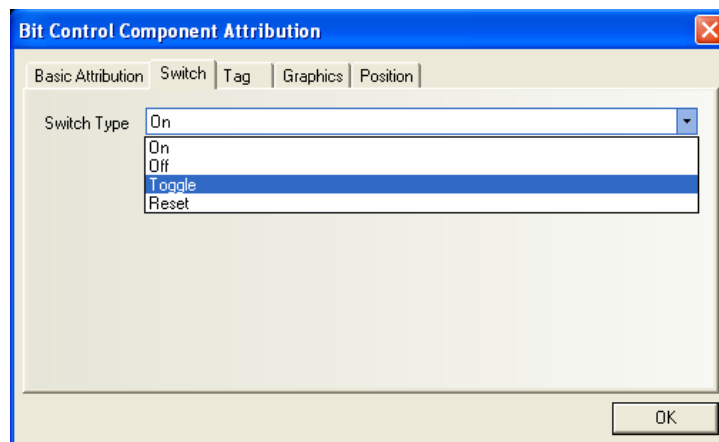 Bit Control Component Attribution
Basic Attribution Switch Tag Graphics Position
Switch Type On
On
Off
Toggle
Reset
OK